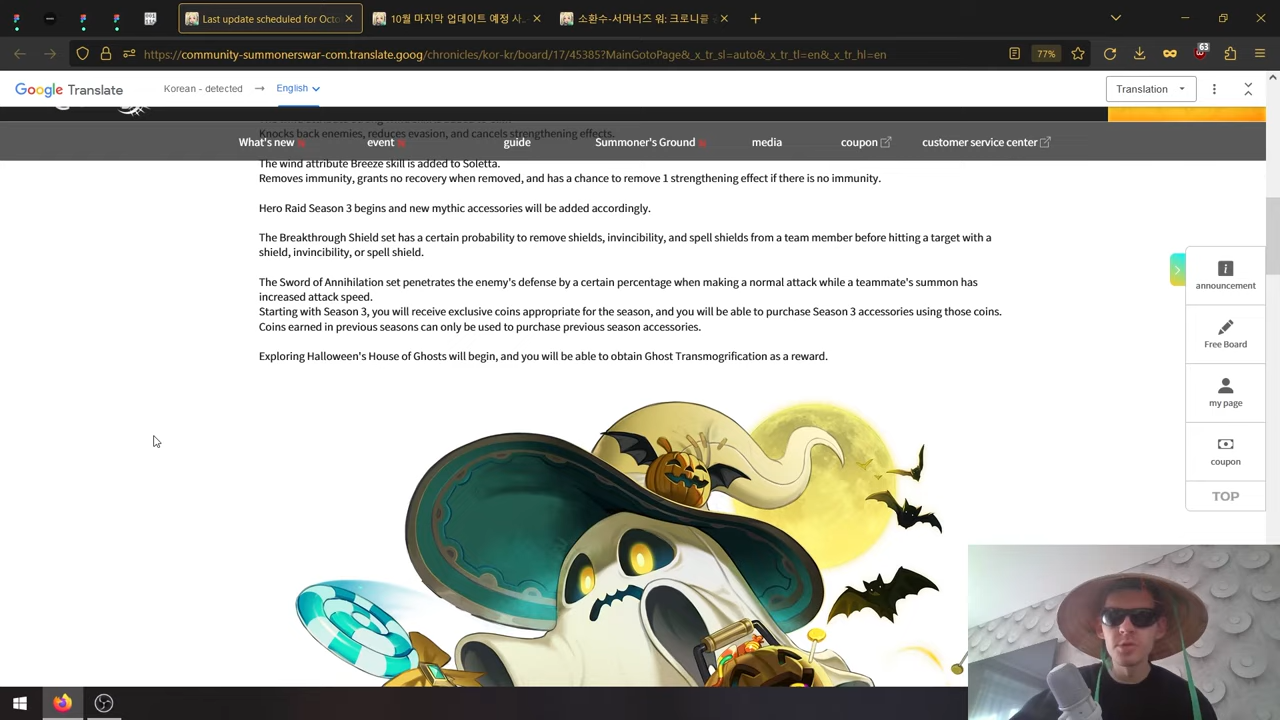 Last update scheduled for Octo
10월 마지막 업데이트 예정 사
소환수-서머너즈 워: 크로니클
https://community-summonerswar-com.translate.goog/chronicles/kor-kr/board/17/45385?MainGotoPage&_x_tr_sl=auto&_x_tr_tl=en&_x_tr_hl=en
77%
63
Google Translate
Korean - detected
English
Translation
Knocks back enemies, reduces evasion, and cancels strengthening effects.
What's new
event
guide
Summoner's Ground
media
coupon
customer service center
The wind attribute Breeze skill is added to Soletta.
Removes immunity, grants no recovery when removed, and has a chance to remove 1 strengthening effect if there is no immunity.
Hero Raid Season 3 begins and new mythic accessories will be added accordingly.
The Breakthrough Shield set has a certain probability to remove shields, invincibility, and spell shields from a team member before hitting a target with a
shield, invincibility, or spell shield.
The Sword of Annihilation set penetrates the enemy's defense by a certain percentage when making a normal attack while a teammate's summon has
increased attack speed.
Starting with Season 3, you will receive exclusive coins appropriate for the season, and you will be able to purchase Season 3 accessories using those coins.
Coins earned in previous seasons can only be used to purchase previous season accessories.
Exploring Halloween's House of Ghosts will begin, and you will be able to obtain Ghost Transmogrification as a reward.
announcement
Free Board
my page
coupon
TOP